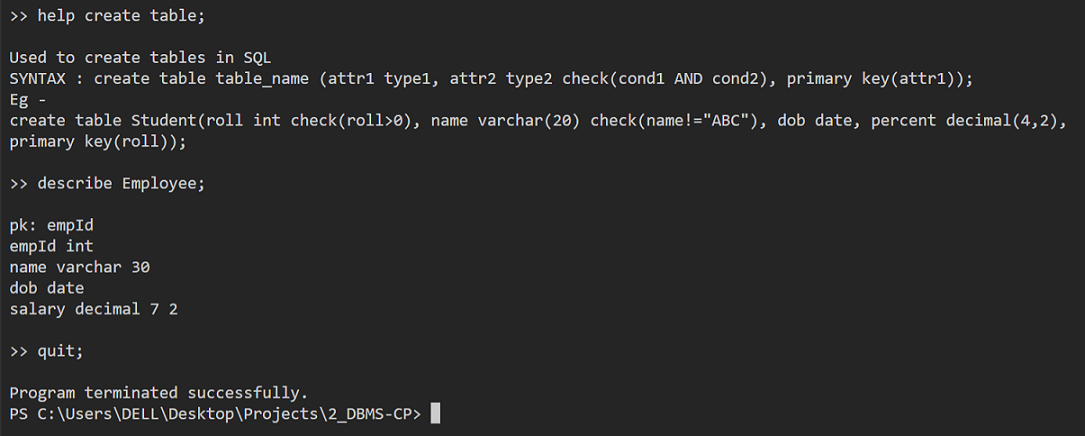 >> help create table;
Used to create tables in SQL
SYNTAX : create table table_name (attr1 type1, attr2 type2 check(cond1 AND cond2), primary key(attr1));
Eg -
create table Student(roll int check(roll>0), name varchar(20) check(name!="ABC"), dob date, percent decimal(4,2),
primary key(roll));
>> describe Employee;
pk: empId
empId int
name varchar 30
dob date
salary decimal 7 2
>> quit;
Program terminated successfully.
PS C:\Users\DELL\Desktop\Projects\2_DBMS-CP>